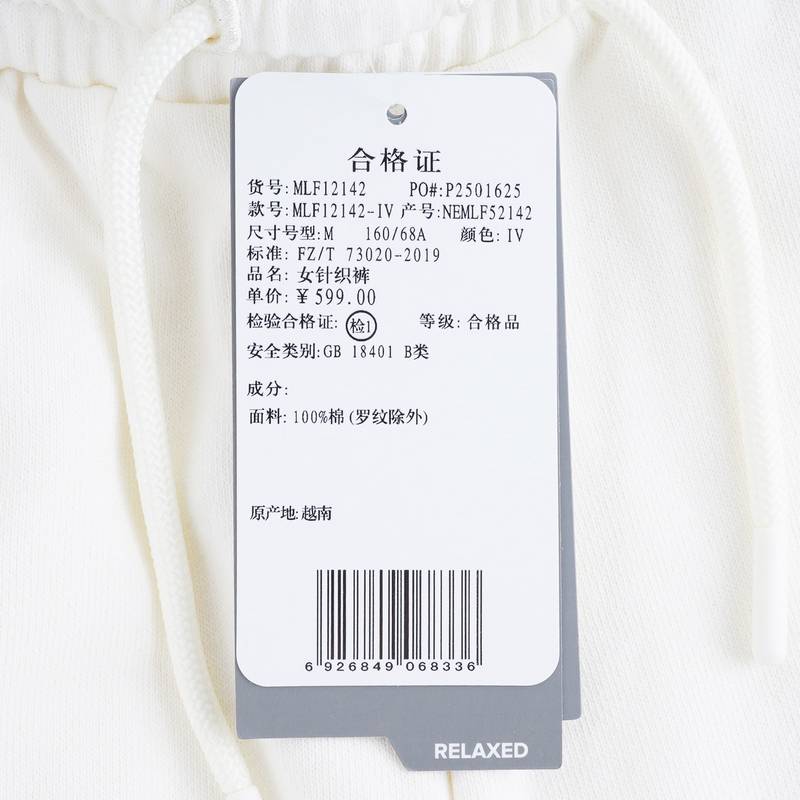 合格证
货号:MLF12142 PO#:P2501625
款号:MLF12142-IV 产号:NEMLF52142
尺寸号型:M 160/68A 颜色: IV
标准: FZ/T 73020-2019
品名: 女针织裤
单价:￥599.00
检验合格证: 检1 等级: 合格品
安全类别:GB 18401 B类
成分:
面料: 100%棉(罗纹除外)
原产地:越南
6 926849 068336
RELAXED